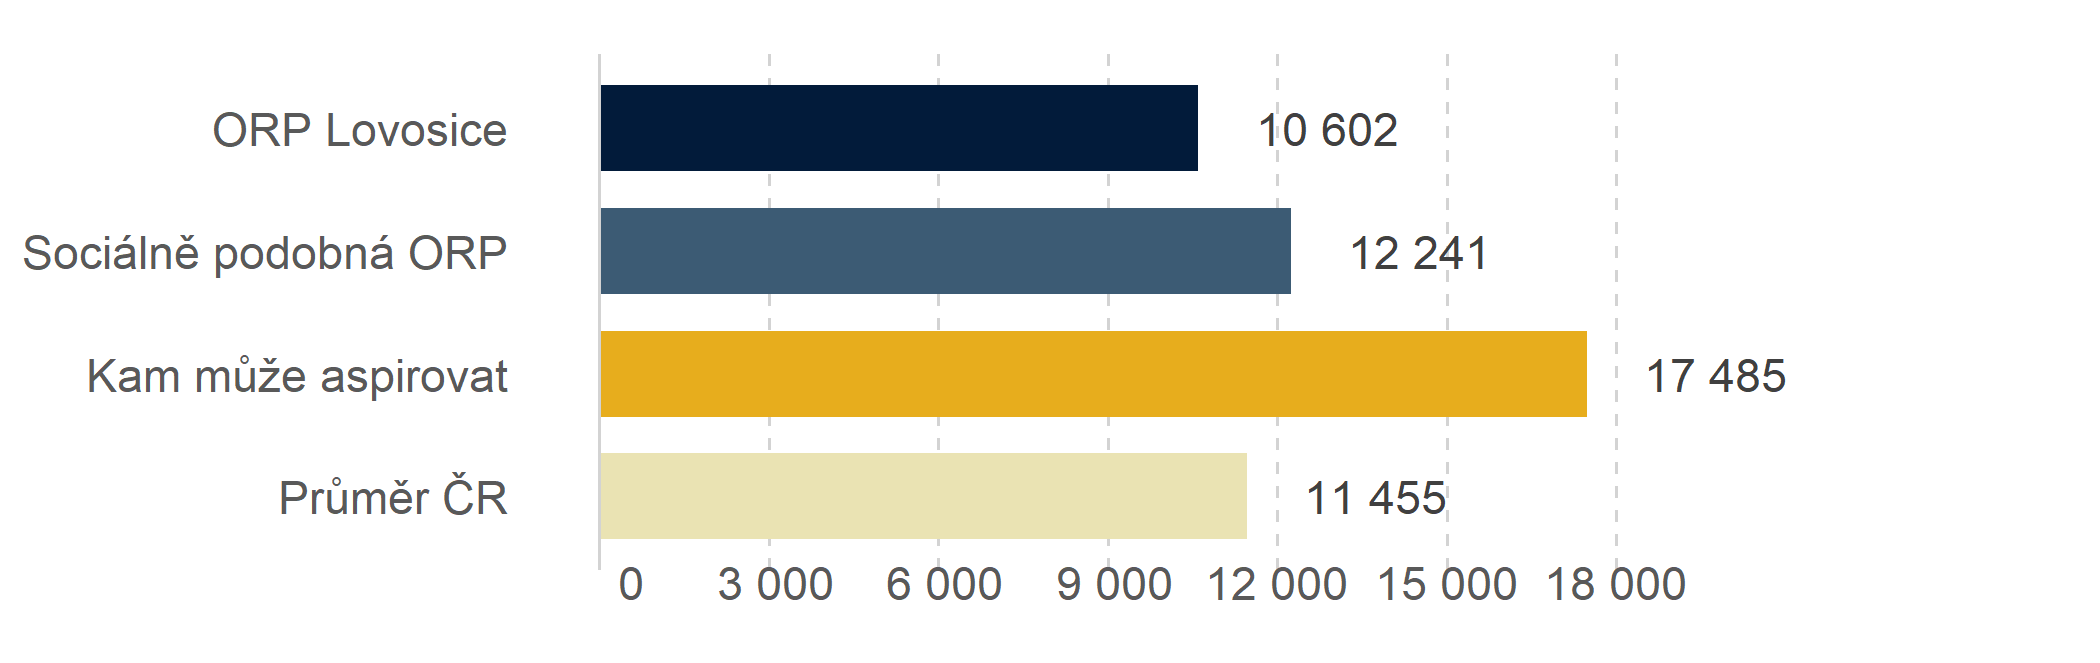 ORP Lovosice 10 602
Sociálně podobná ORP 12 241
Kam může aspirovat 17 485
Průměr ČR 11 455
0 3 000 6 000 9 000 12 000 15 000 18 000